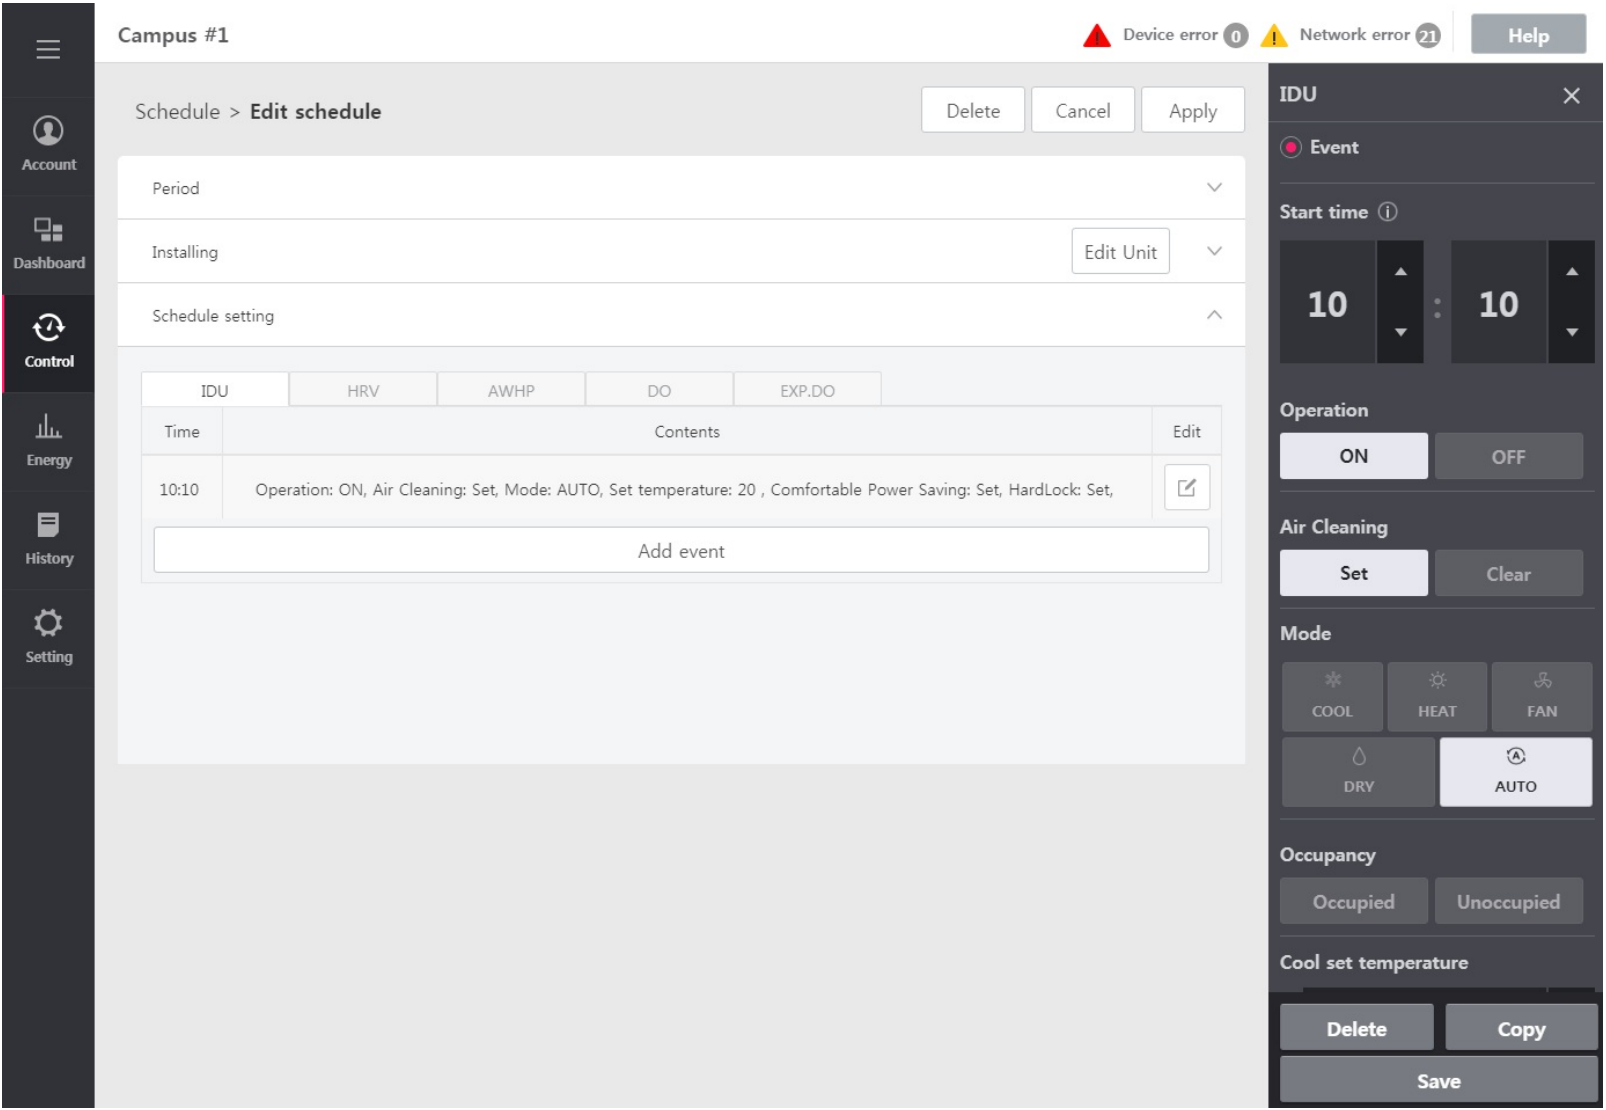 Campus #1
Device error 0
Network error 21
Help
Account
Dashboard
Control
Energy
History
Setting
Schedule > Edit schedule
Delete
Cancel
Apply
Period
Installing
Edit Unit
Schedule setting
IDU HRV AWHP DO EXP.DO
Time Contents Edit
10:10 Operation: ON, Air Cleaning: Set, Mode: AUTO, Set temperature: 20 , Comfortable Power Saving: Set, HardLock: Set,
Add event
IDU
Event
Start time
10 : 10
Operation
ON OFF
Air Cleaning
Set Clear
Mode
COOL HEAT FAN
DRY AUTO
Occupancy
Occupied Unoccupied
Cool set temperature
Delete Copy
Save